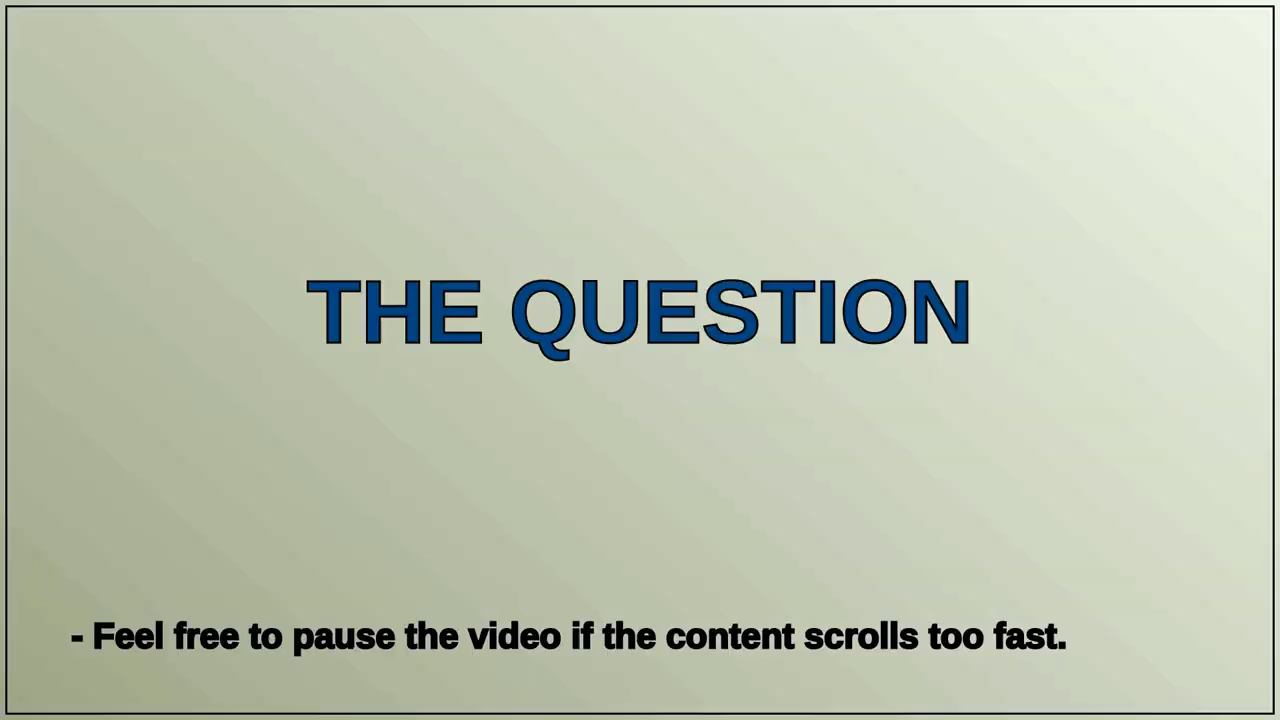 THE QUESTION
- Feel free to pause the video if the content scrolls too fast.